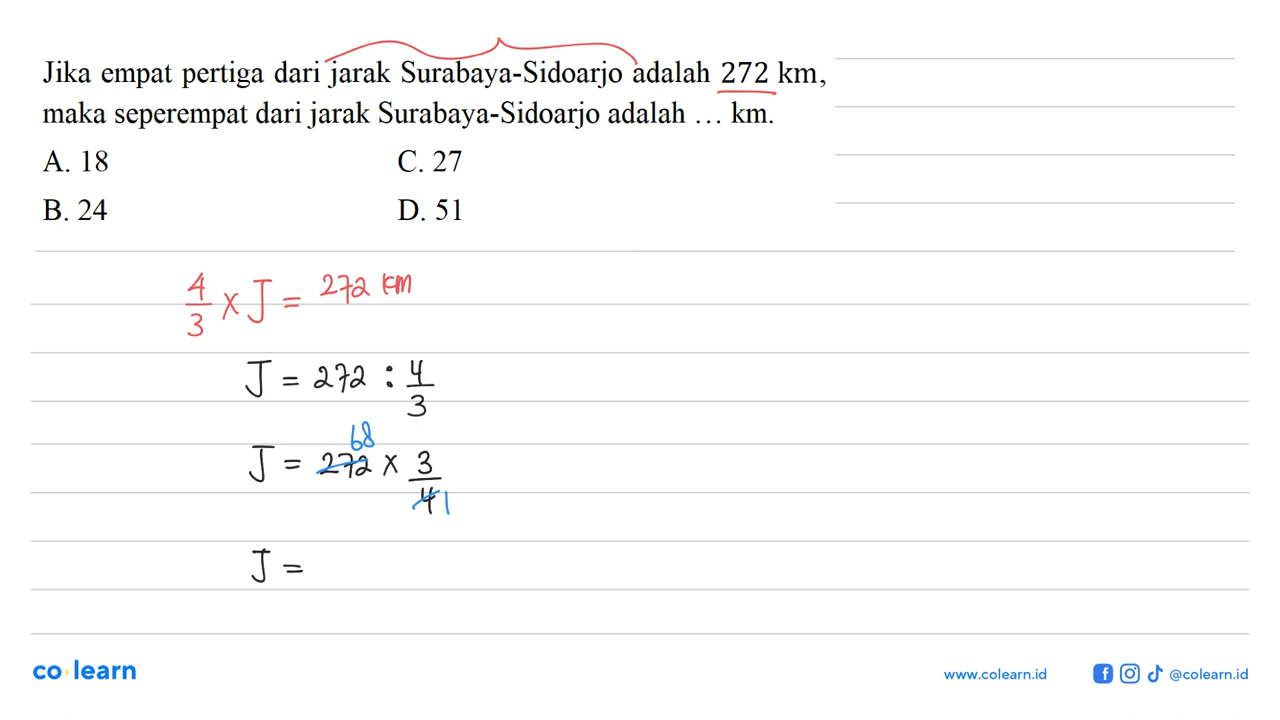 Jika empat pertiga dari jarak Surabaya-Sidoarjo adalah 272 km,
maka seperempat dari jarak Surabaya-Sidoarjo adalah ... km.
A. 18 C. 27
B. 24 D. 51
4/3 x J = 272 km
J = 272 : 4/3
68
J = 272 x 3/4 1
J =
co learn www.colearn.id @colearn.id